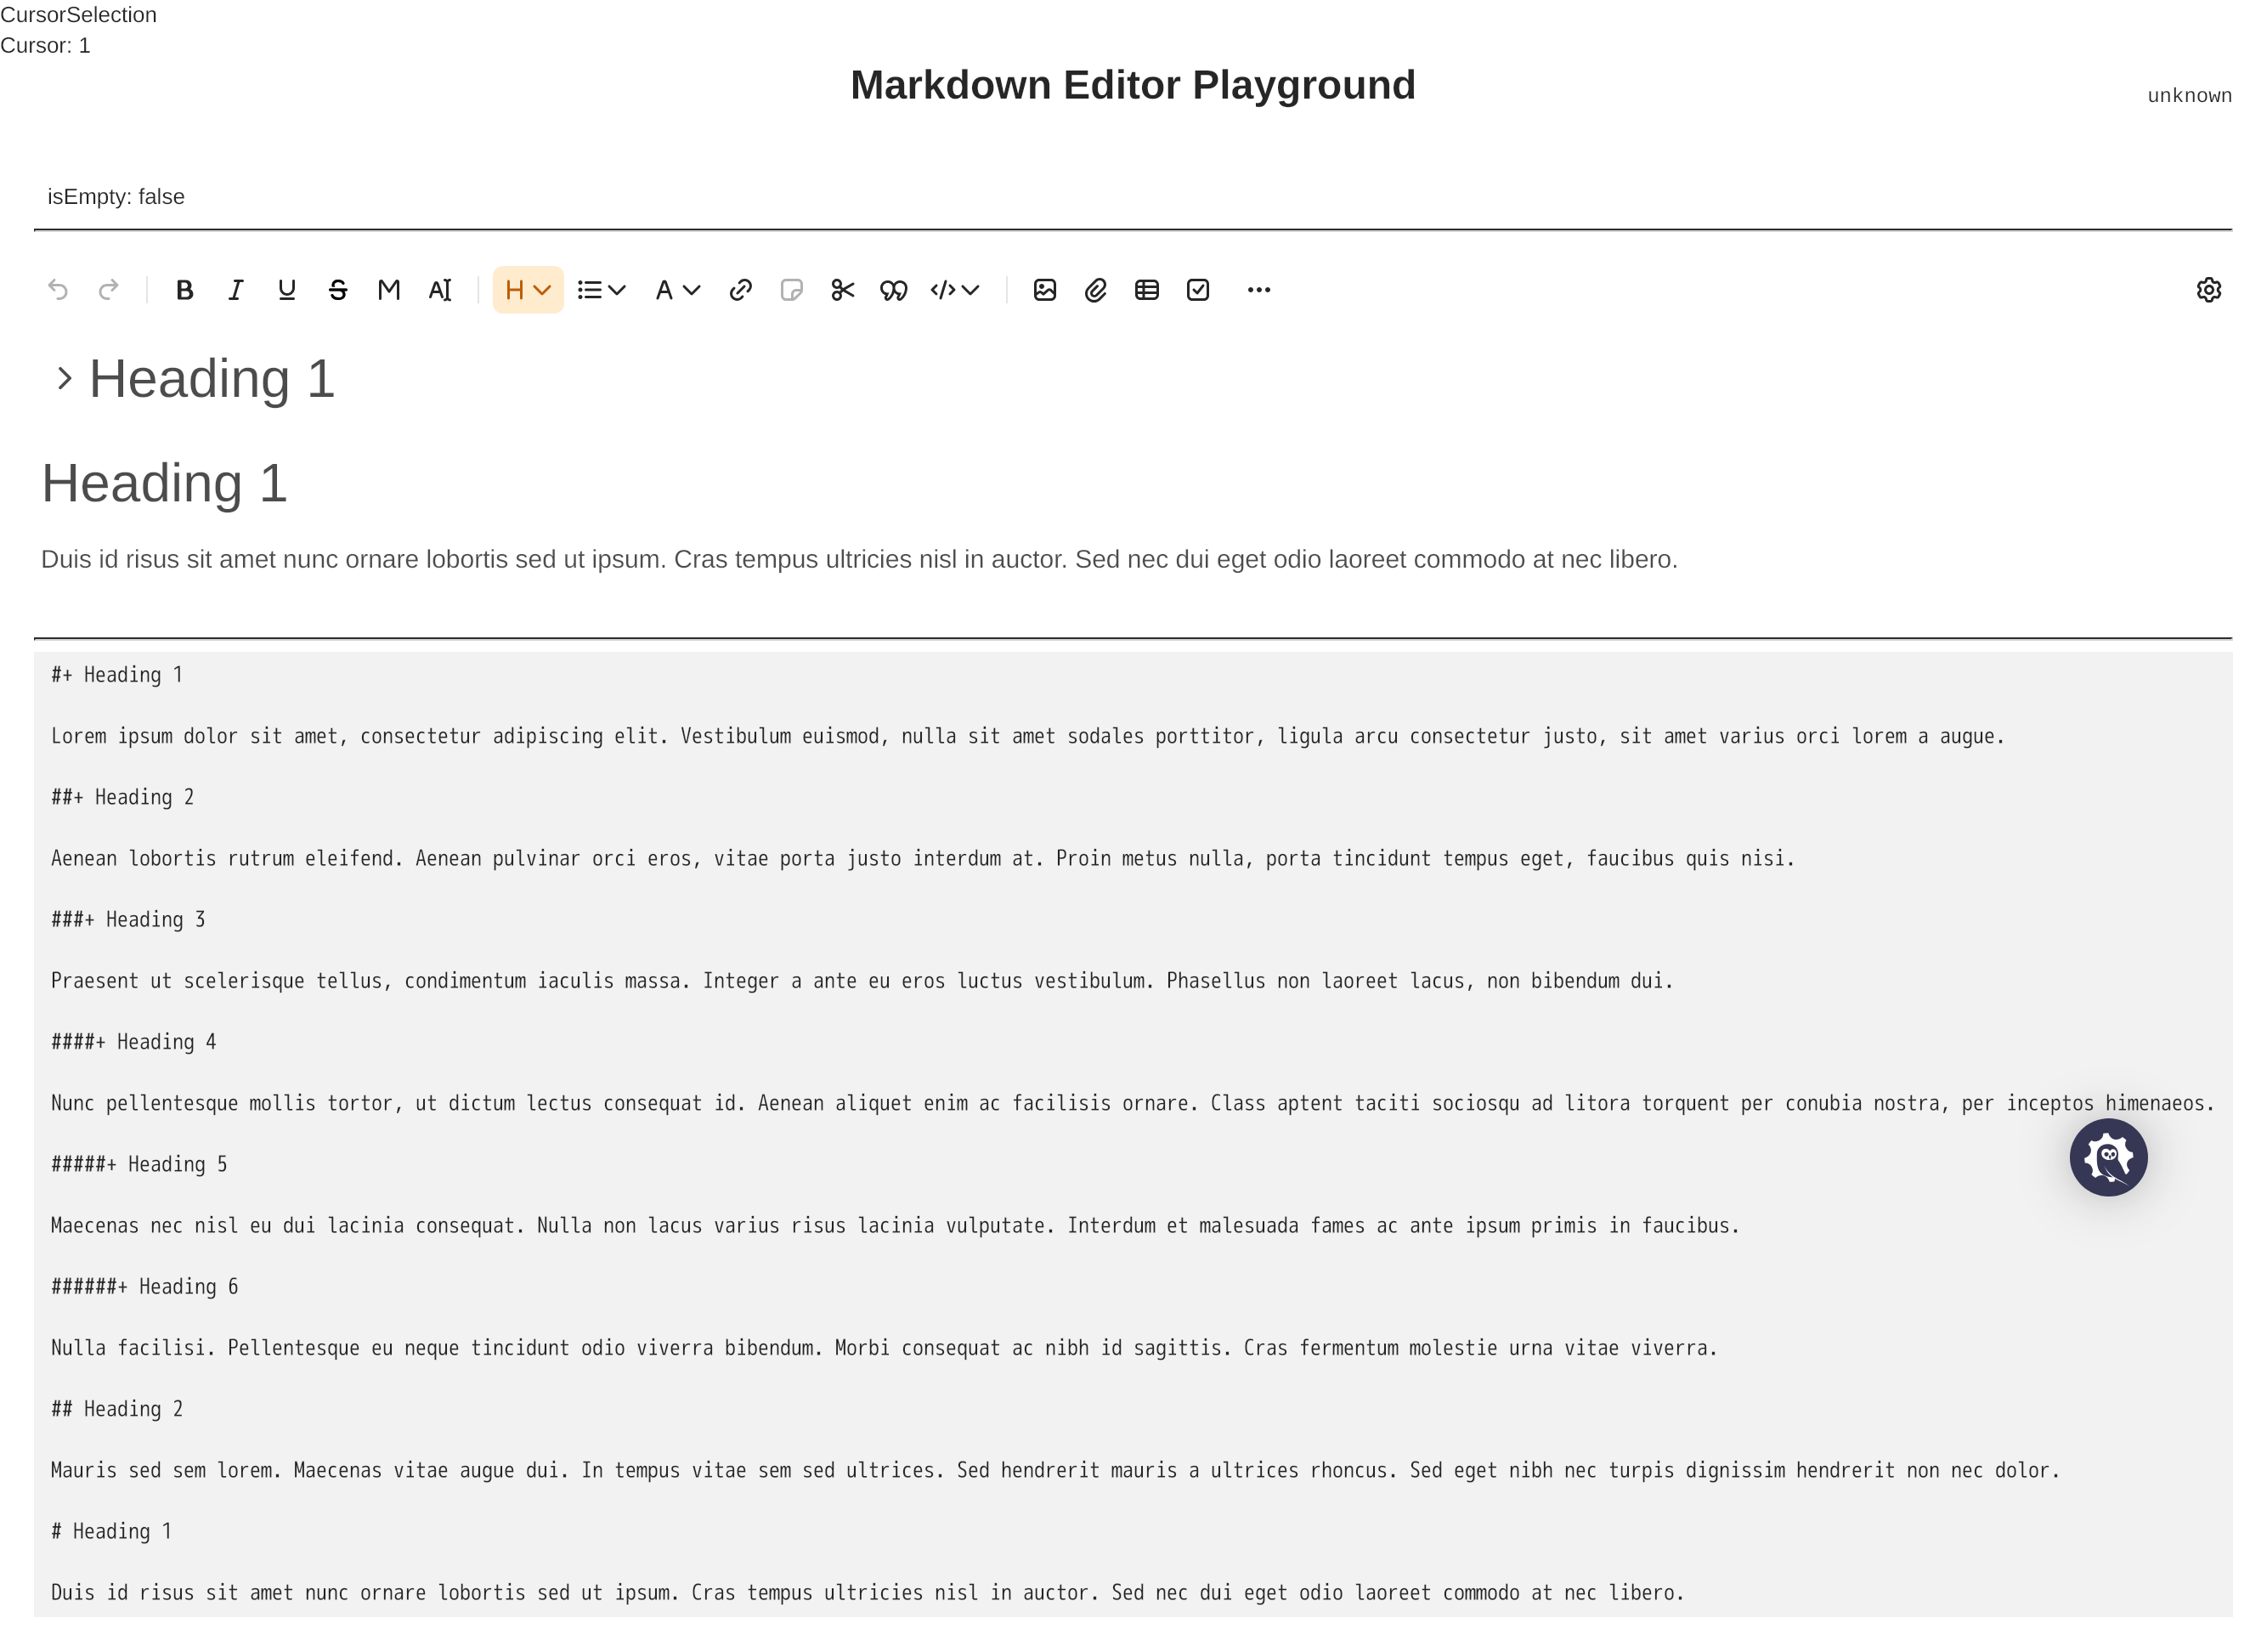 CursorSelection
Cursor: 1
Markdown Editor Playground
unknown
isEmpty: false
Heading 1
Heading 1
Duis id risus sit amet nunc ornare lobortis sed ut ipsum. Cras tempus ultricies nisl in auctor. Sed nec dui eget odio laoreet commodo at nec libero.
#+ Heading 1
Lorem ipsum dolor sit amet, consectetur adipiscing elit. Vestibulum euismod, nulla sit amet sodales porttitor, ligula arcu consectetur justo, sit amet varius orci lorem a augue.
##+ Heading 2
Aenean lobortis rutrum eleifend. Aenean pulvinar orci eros, vitae porta justo interdum at. Proin metus nulla, porta tincidunt tempus eget, faucibus quis nisi.
###+ Heading 3
Praesent ut scelerisque tellus, condimentum iaculis massa. Integer a ante eu eros luctus vestibulum. Phasellus non laoreet lacus, non bibendum dui.
####+ Heading 4
Nunc pellentesque mollis tortor, ut dictum lectus consequat id. Aenean aliquet enim ac facilisis ornare. Class aptent taciti sociosqu ad litora torquent per conubia nostra, per inceptos himenaeos.
#####+ Heading 5
Maecenas nec nisl eu dui lacinia consequat. Nulla non lacus varius risus lacinia vulputate. Interdum et malesuada fames ac ante ipsum primis in faucibus.
######+ Heading 6
Nulla facilisi. Pellentesque eu neque tincidunt odio viverra bibendum. Morbi consequat ac nibh id sagittis. Cras fermentum molestie urna vitae viverra.
## Heading 2
Mauris sed sem lorem. Maecenas vitae augue dui. In tempus vitae sem sed ultrices. Sed hendrerit mauris a ultrices rhoncus. Sed eget nibh nec turpis dignissim hendrerit non nec dolor.
# Heading 1
Duis id risus sit amet nunc ornare lobortis sed ut ipsum. Cras tempus ultricies nisl in auctor. Sed nec dui eget odio laoreet commodo at nec libero.